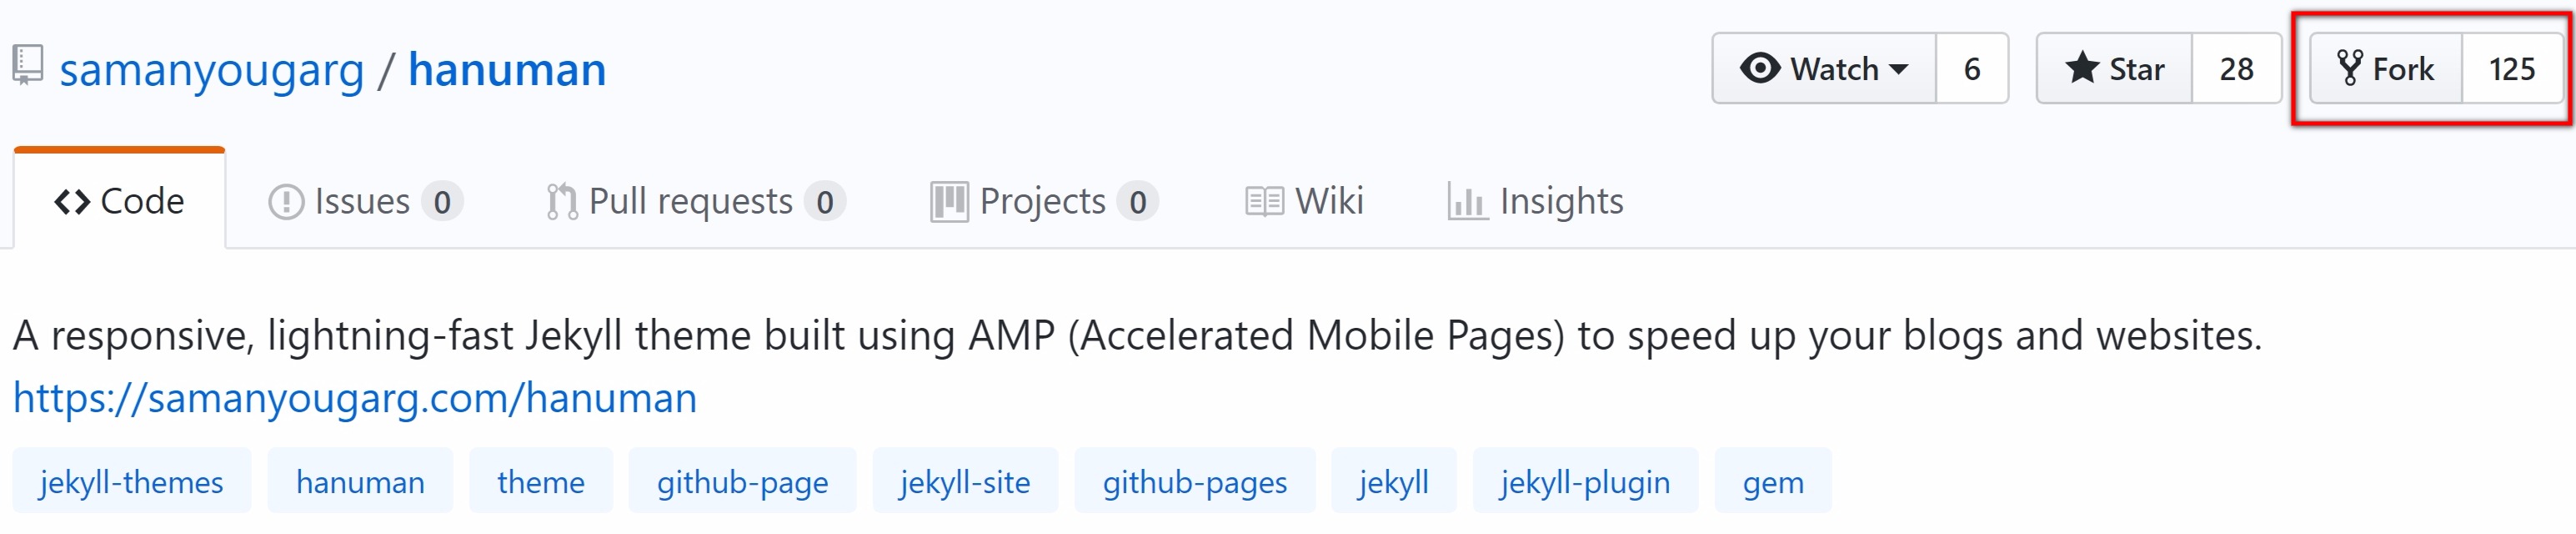 samanyougarg / hanuman Watch 6 Star 28 Fork 125
Code Issues 0 Pull requests 0 Projects 0 Wiki Insights
A responsive, lightning-fast Jekyll theme built using AMP (Accelerated Mobile Pages) to speed up your blogs and websites.
https://samanyougarg.com/hanuman
jekyll-themes hanuman theme github-page jekyll-site github-pages jekyll jekyll-plugin gem